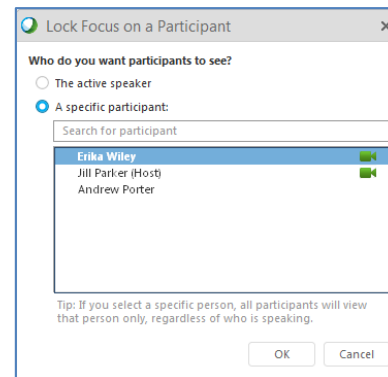 Lock Focus on a Participant
Who do you want participants to see?
The active speaker
A specific participant:
Search for participant
Erika Wiley
Jill Parker (Host)
Andrew Porter
Tip: If you select a specific person, all participants will view
that person only, regardless of who is speaking.
OK Cancel